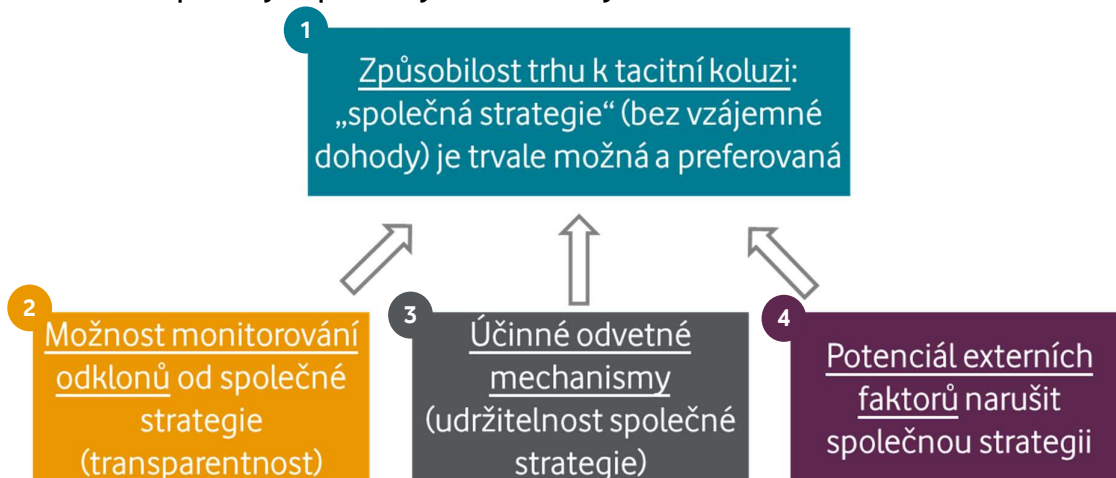 1
Způsobilost trhu k tacitní koluzi:
„společná strategie“ (bez vzájemné
dohody) je trvale možná a preferovaná
2
Možnost monitorování
odklonů od společné
strategie
(transparentnost)
3
Účinné odvetné
mechanismy
(udržitelnost společné
strategie)
4
Potenciál externích
faktorů narušit
společnou strategii